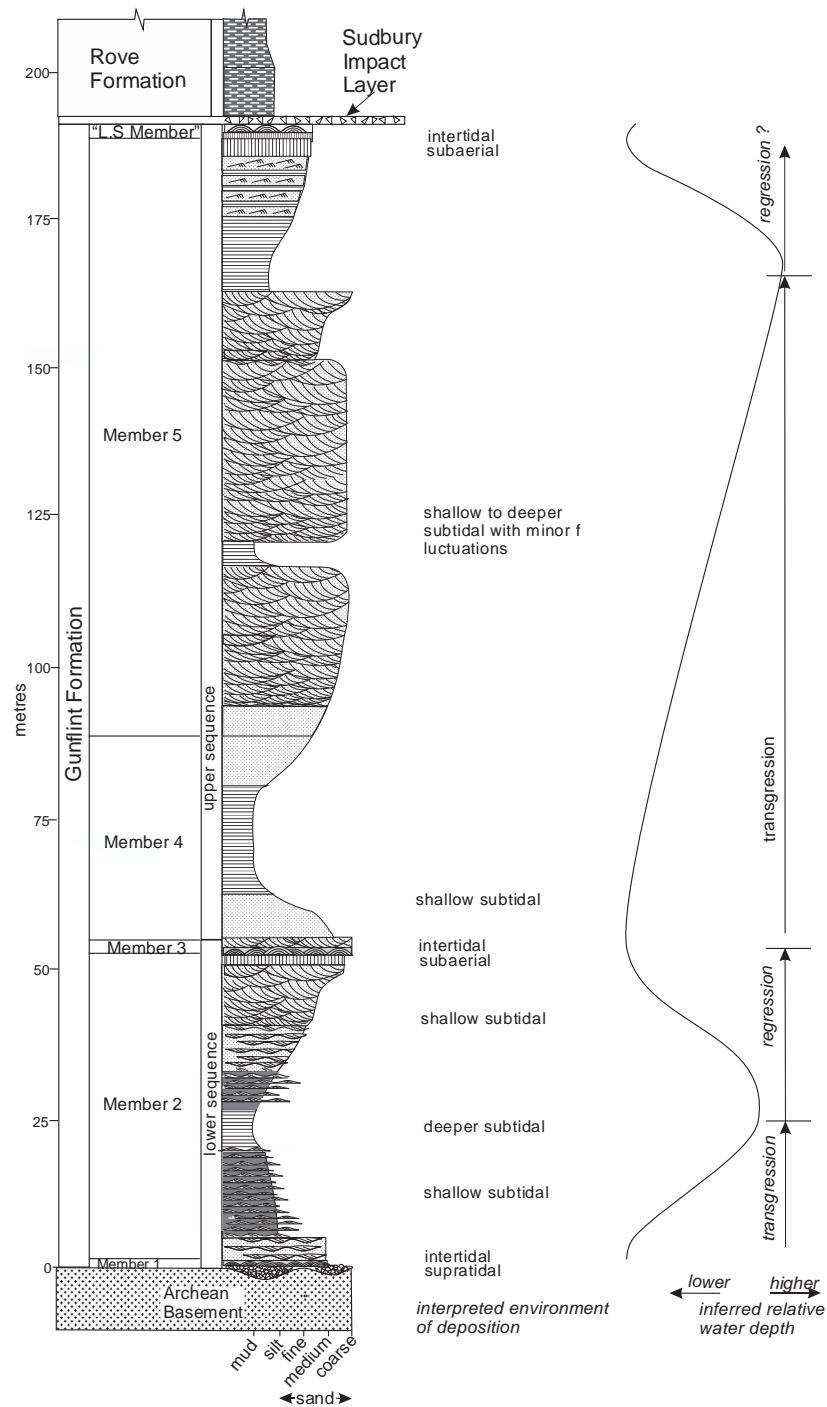 Rove
Formation
Sudbury
Impact
Layer
200
"L.S Member"
intertidal
subaerial
regression ?
175
150
Member 5
125
shallow to deeper
subtidal with minor f
luctuations
100
metres
Gunflint Formation
upper sequence
transgression
75
Member 4
shallow subtidal
Member 3
intertidal
subaerial
50
regression
shallow subtidal
lower sequence
Member 2
25
deeper subtidal
transgression
shallow subtidal
intertidal
supratidal
Member 1
0
Archean
Basement
lower
higher
interpreted environment
of deposition
inferred relative
water depth
mud
silt
fine
medium
coarse
sand